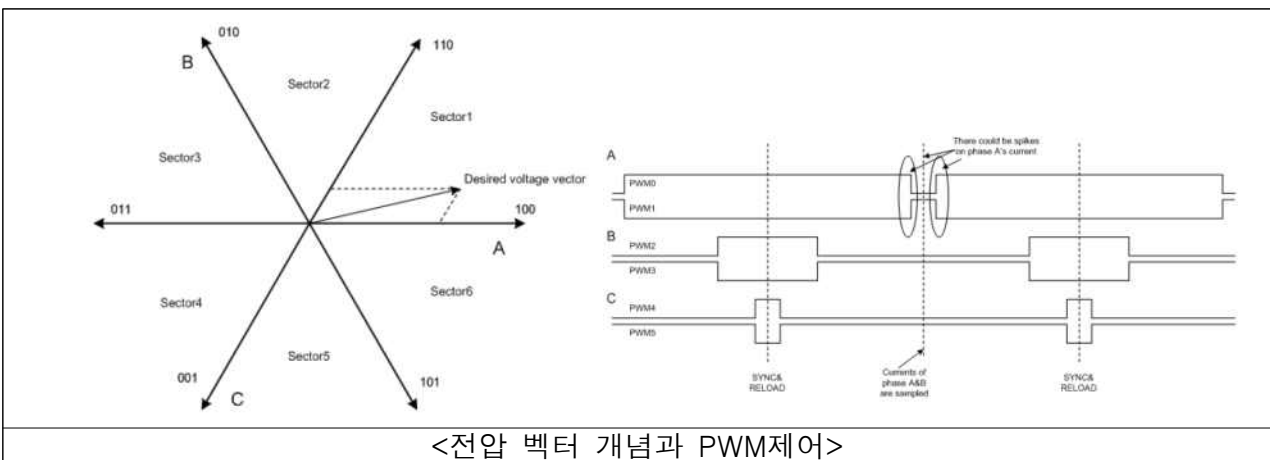 010
110
B
Sector2
Sector1
Sector3
Desired voltage vector
011
100
A
Sector4
Sector6
Sector5
001
101
C
There could be spikes
on phase A's current
A
PWM0
PWM1
B
PWM2
PWM3
C
PWM4
PWM5
SYNC&
RELOAD
Currents of
phase A&B
are sampled
SYNC&
RELOAD
<전압 벡터 개념과 PWM제어>